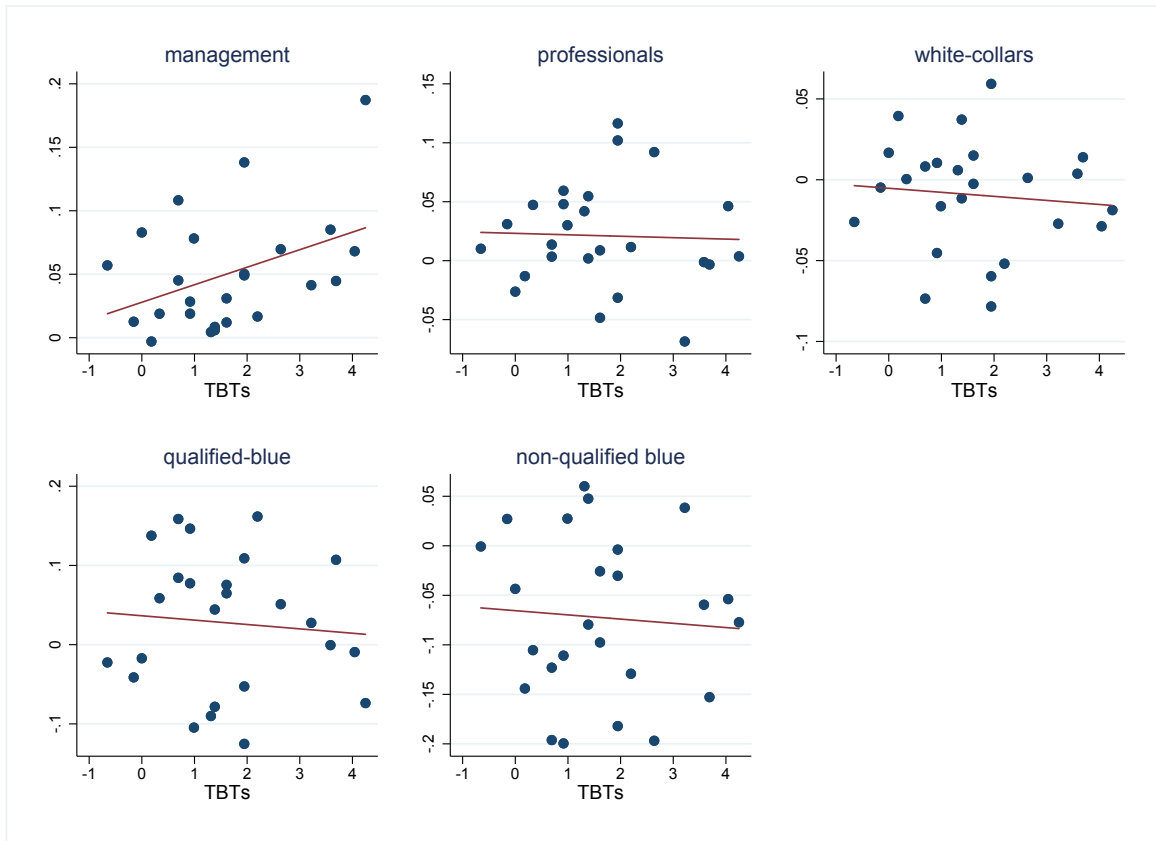 management
.2
.15
.1
.05
0
-1 0 1 2 3 4
TBTs
professionals
.15
.1
.05
0
-.05
-1 0 1 2 3 4
TBTs
white-collars
.05
0
-.05
-.1
-1 0 1 2 3 4
TBTs
qualified-blue
.2
.1
0
-.1
-1 0 1 2 3 4
TBTs
non-qualified blue
.05
0
-.05
-.1
-.15
-.2
-1 0 1 2 3 4
TBTs